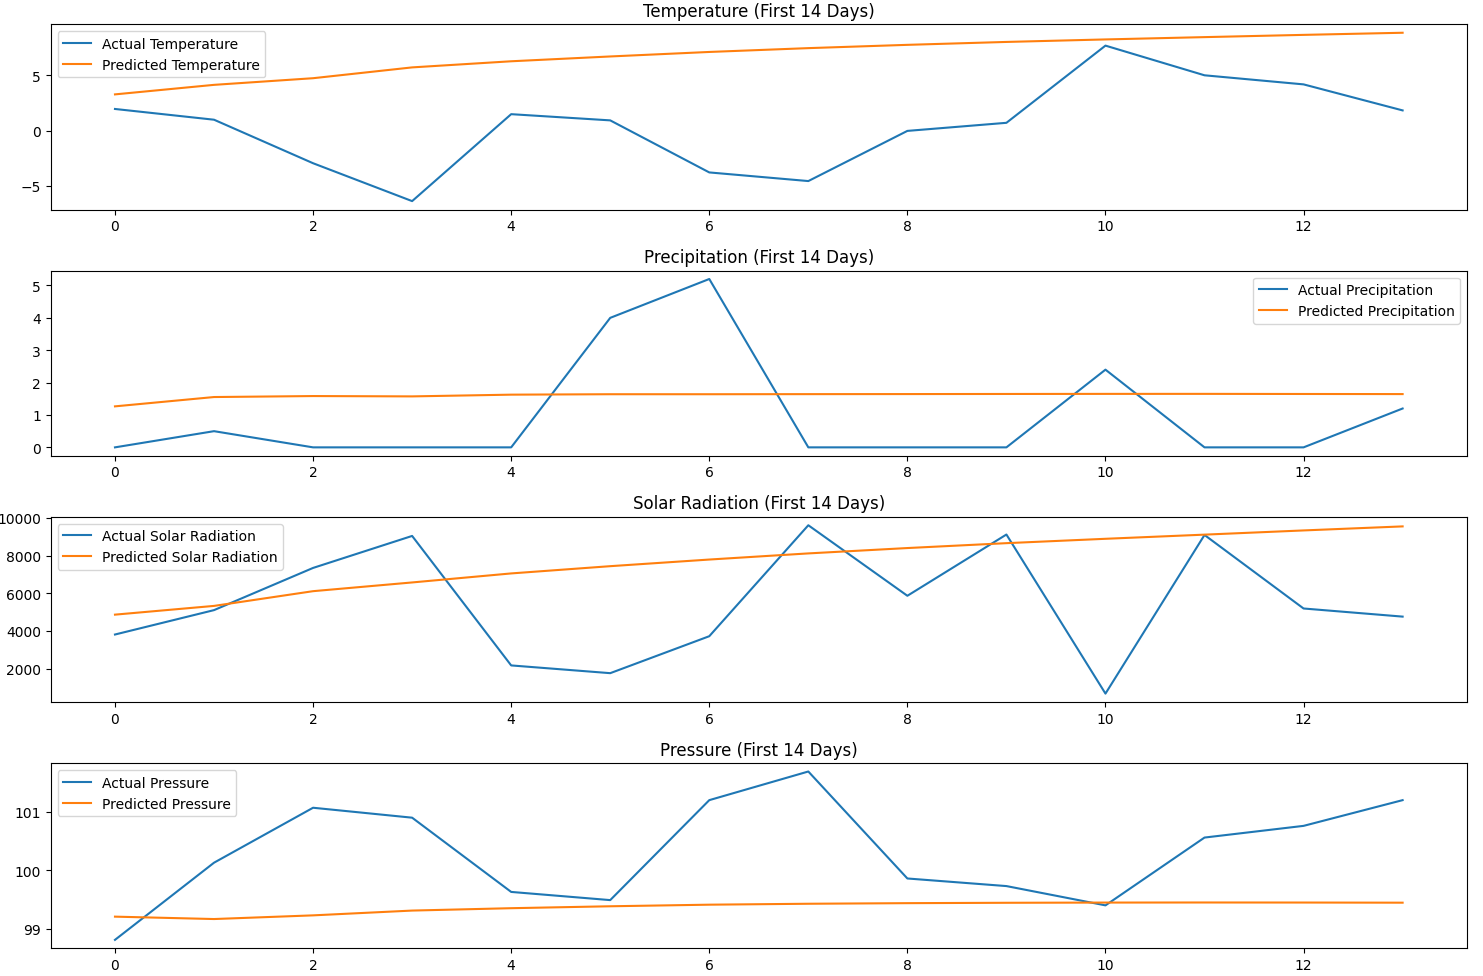 Temperature (First 14 Days)
Actual Temperature
Predicted Temperature
5
0
−5
0 2 4 6 8 10 12
Precipitation (First 14 Days)
Actual Precipitation
Predicted Precipitation
5
4
3
2
1
0
0 2 4 6 8 10 12
Solar Radiation (First 14 Days)
Actual Solar Radiation
Predicted Solar Radiation
10000
8000
6000
4000
2000
0 2 4 6 8 10 12
Pressure (First 14 Days)
Actual Pressure
Predicted Pressure
101
100
99
0 2 4 6 8 10 12